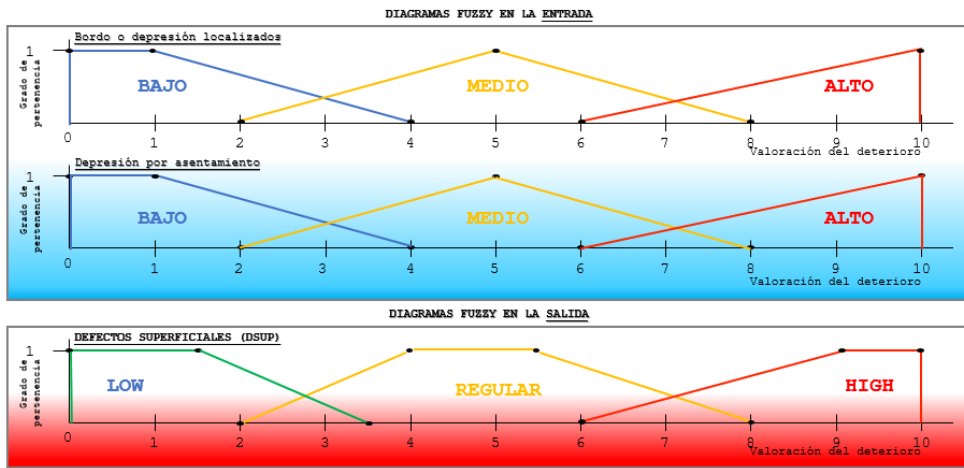 DIAGRAMAS FUZZY EN LA ENTRADA
Bordo o depresión localizados
Grado de pertenencia
1
BAJO
MEDIO
ALTO
0 1 2 3 4 5 6 7 8 9 10
Valoración del deterioro
Depresión por asentamiento
Grado de pertenencia
1
BAJO
MEDIO
ALTO
0 1 2 3 4 5 6 7 8 9 10
Valoración del deterioro
DIAGRAMAS FUZZY EN LA SALIDA
DEFECTOS SUPERFICIALES (DSUP)
Grado de pertenencia
1
LOW
REGULAR
HIGH
0 1 2 3 4 5 6 7 8 9 10
Valoración del deterioro